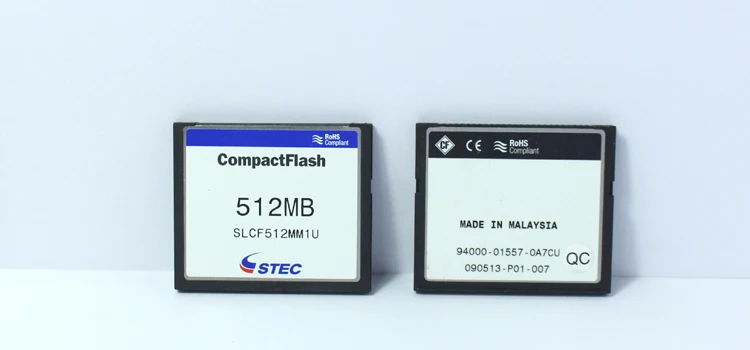 RoHS
Compliant
CompactFlash
512MB
SLCF512MM1U
STEC
CF CE RoHS
Compliant
MADE IN MALAYSIA
94000-01557-0A7CU
QC
090513-P01-007